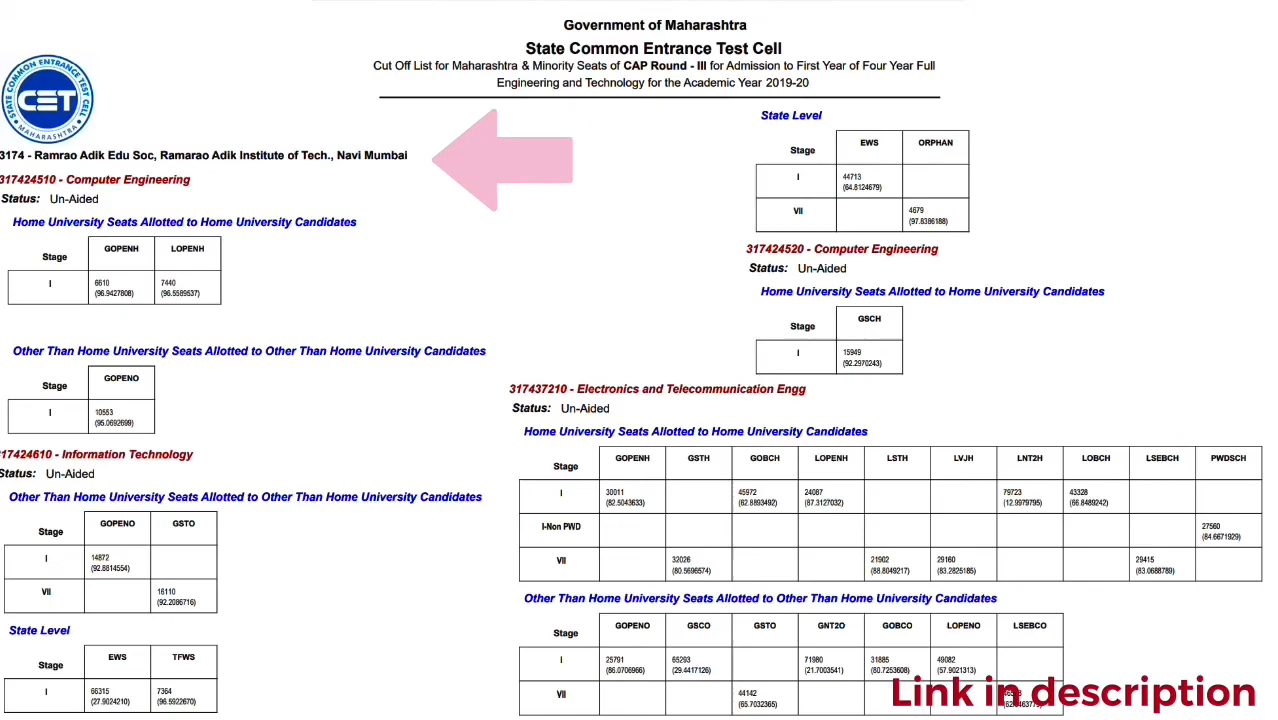 Government of Maharashtra
State Common Entrance Test Cell
Cut Off List for Maharashtra & Minority Seats of CAP Round - III for Admission to First Year of Four Year Full
Engineering and Technology for the Academic Year 2019-20
STATE COMMON ENTRANCE TEST CELL
CET
MAHARASHTRA
3174 - Ramrao Adik Edu Soc, Ramarao Adik Institute of Tech., Navi Mumbai
317424510 - Computer Engineering
Status: Un-Aided
Home University Seats Allotted to Home University Candidates
Stage GOPENH LOPENH
I 6610 7440
(96.9427808) (96.5589537)
Other Than Home University Seats Allotted to Other Than Home University Candidates
Stage GOPENO
I 10553
(95.0692699)
17424610 - Information Technology
Status: Un-Aided
Other Than Home University Seats Allotted to Other Than Home University Candidates
Stage GOPENO GSTO
I 14872
(92.8814554)
VII 16110
(92.2086716)
State Level
Stage EWS TFWS
I 66315 7364
(27.9024210) (96.5922670)
State Level
Stage EWS ORPHAN
I 44713
(64.8124679)
VII 4679
(97.8386188)
317424520 - Computer Engineering
Status: Un-Aided
Home University Seats Allotted to Home University Candidates
Stage GSCH
I 15949
(92.2970243)
317437210 - Electronics and Telecommunication Engg
Status: Un-Aided
Home University Seats Allotted to Home University Candidates
Stage GOPENH GSTH GOBCH LOPENH LSTH LVJH LNT2H LOBCH LSEBCH PWDSCH
I 30011 45972 24087 79723 43328
(82.5043633) (62.8893492) (87.3127032) (12.9979795) (66.8489242)
I-Non PWD 27560
(84.6671929)
VII 32026 21902 29160 29415
(80.5696574) (88.8049217) (83.2825185) (83.0688789)
Other Than Home University Seats Allotted to Other Than Home University Candidates
Stage GOPENO GSCO GSTO GNT2O GOBCO LOPENO LSEBCO
I 25791 65293 71980 31885 49082
(86.0706966) (29.4417126) (21.7003541) (80.7253608) (57.9021313)
VII 44142
(65.7032365)
Link in description